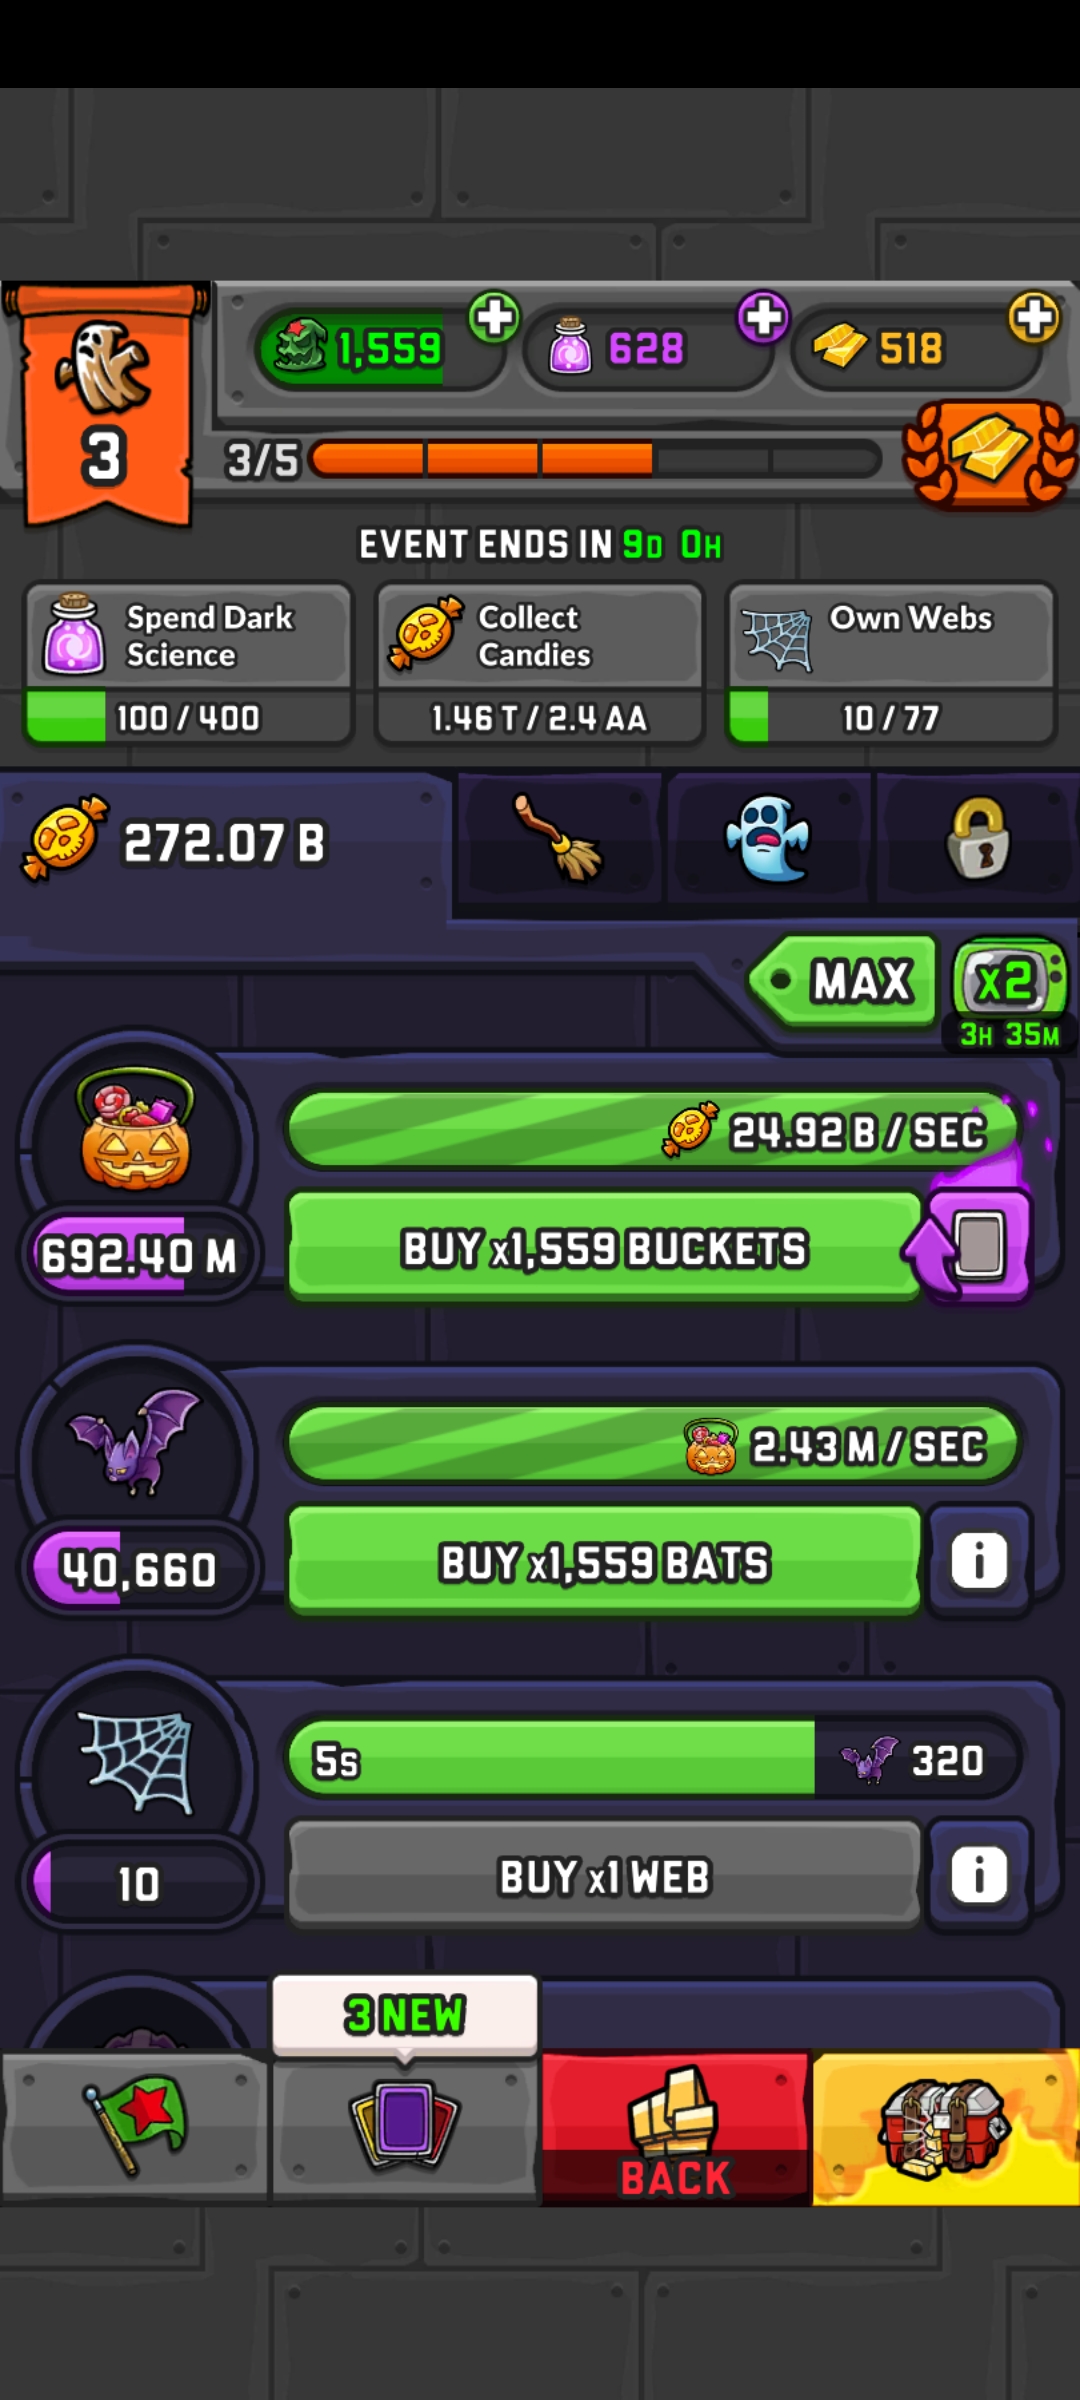 1,559
628
518
3
3/5
EVENT ENDS IN 9D 0H
Spend Dark
Science
100 / 400
Collect
Candies
1.46 T / 2.4 AA
Own Webs
10 / 77
272.07 B
MAX
x2
3H 35M
24.92 B / SEC
692.40 M
BUY x1,559 BUCKETS
2.43 M / SEC
40,660
BUY x1,559 BATS
i
5s
320
10
BUY x1 WEB
i
3 NEW
BACK